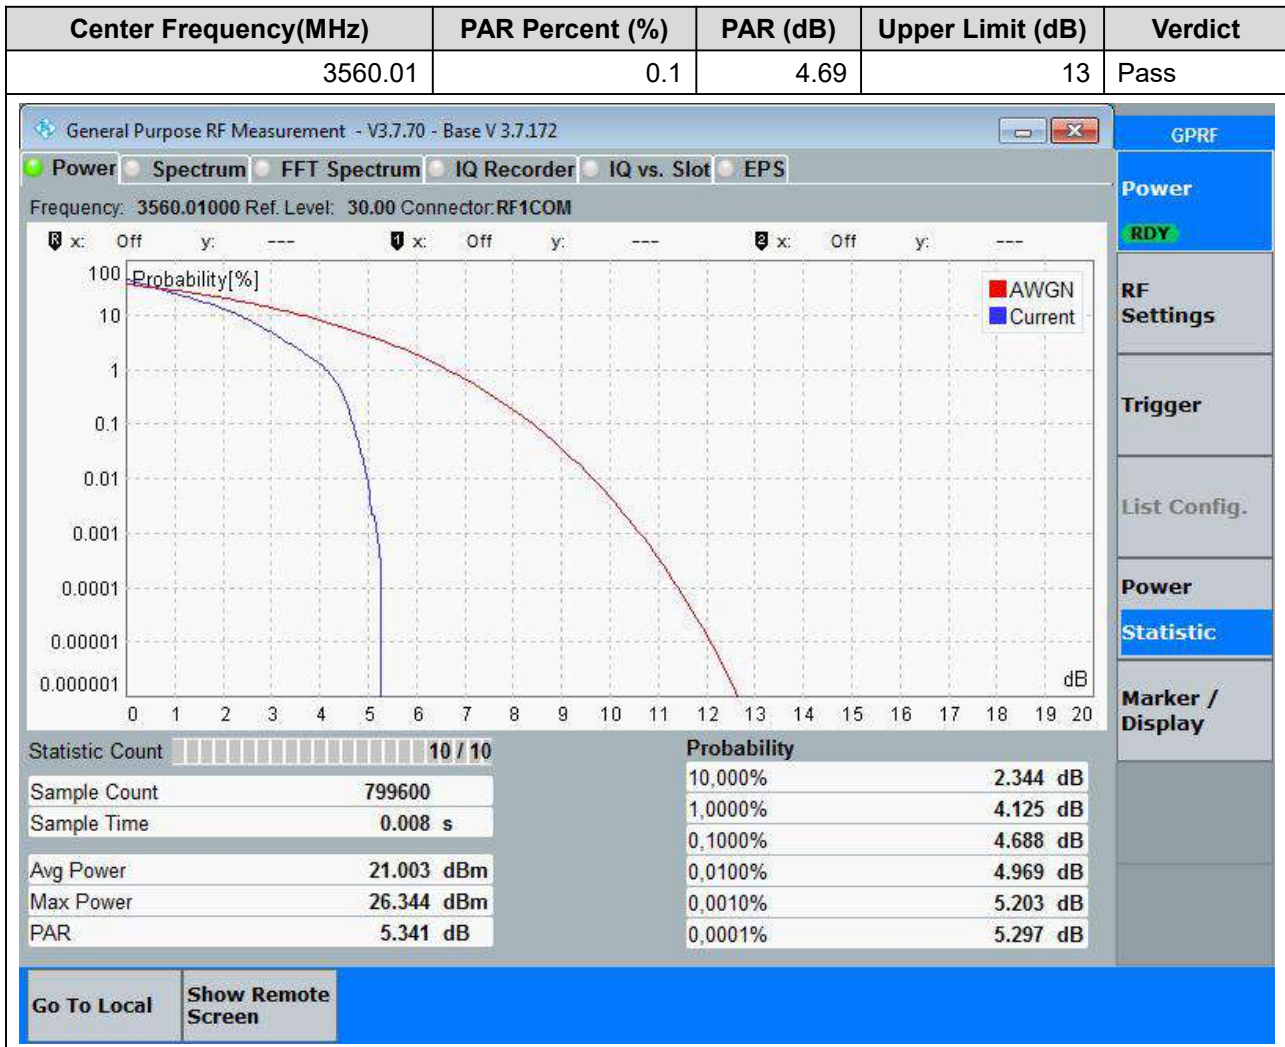 Center Frequency(MHz) PAR Percent (%) PAR (dB) Upper Limit (dB) Verdict
3560.01 0.1 4.69 13 Pass
General Purpose RF Measurement - V3.7.70 - Base V 3.7.172
GPRF
Power Spectrum FFT Spectrum IQ Recorder IQ vs. Slot EPS
Frequency: 3560.01000 Ref. Level: 30.00 Connector: RF1COM
R x: Off y: --- 1 x: Off y: --- 2 x: Off y: ---
Probability[%]
100
10
1
0.1
0.01
0.001
0.0001
0.00001
0.000001
AWGN
Current
dB
0 1 2 3 4 5 6 7 8 9 10 11 12 13 14 15 16 17 18 19 20
Statistic Count 10 / 10
Sample Count 799600
Sample Time 0.008 s
Avg Power 21.003 dBm
Max Power 26.344 dBm
PAR 5.341 dB
Probability
10,000% 2.344 dB
1,0000% 4.125 dB
0,1000% 4.688 dB
0,0100% 4.969 dB
0,0010% 5.203 dB
0,0001% 5.297 dB
Power
RDY
RF
Settings
Trigger
List Config.
Power
Statistic
Marker /
Display
Go To Local
Show Remote
Screen